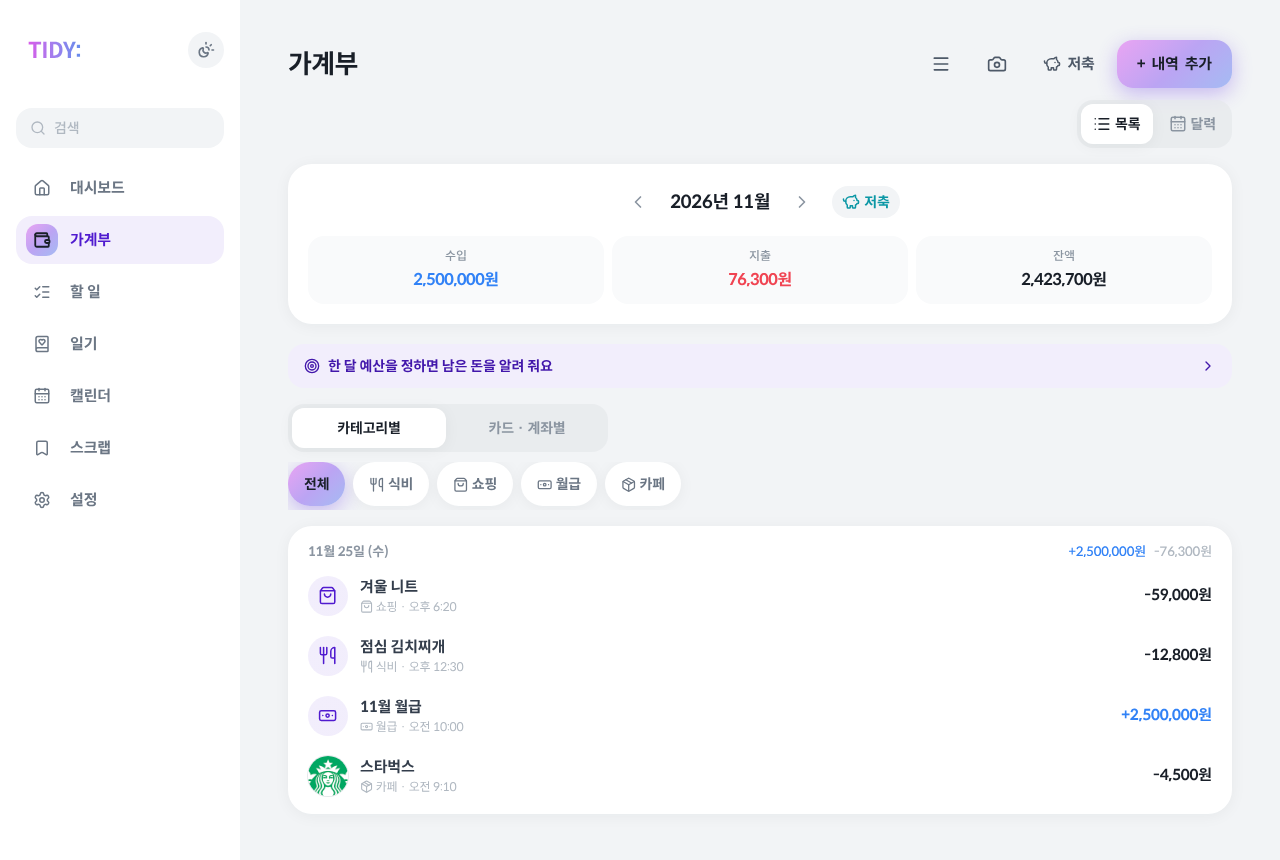 TIDY:
검색
대시보드
가계부
할 일
일기
캘린더
스크랩
설정
가계부
저축
+ 내역 추가
목록
달력
2026년 11월
저축
수입
2,500,000원
지출
76,300원
잔액
2,423,700원
한 달 예산을 정하면 남은 돈을 알려 줘요
카테고리별
카드 · 계좌별
전체
식비
쇼핑
월급
카페
11월 25일 (수)
+2,500,000원 -76,300원
겨울 니트
쇼핑 · 오후 6:20
-59,000원
점심 김치찌개
식비 · 오후 12:30
-12,800원
11월 월급
월급 · 오전 10:00
+2,500,000원
스타벅스
카페 · 오전 9:10
-4,500원